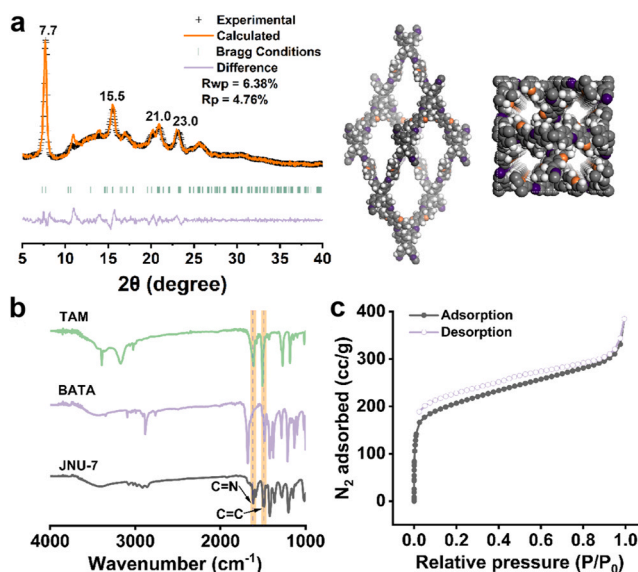 a
Experimental
Calculated
Bragg Conditions
Difference
Rwp = 6.38%
Rp = 4.76%
7.7
15.5
21.0
23.0
5 10 15 20 25 30 35 40
2θ (degree)
b
TAM
BATA
JNU-7
C=N
C=C
4000 3000 2000 1000
Wavenumber (cm⁻¹)
c
Adsorption
Desorption
400
300
200
100
0
N₂ adsorbed (cc/g)
0.0 0.2 0.4 0.6 0.8 1.0
Relative pressure (P/P₀)